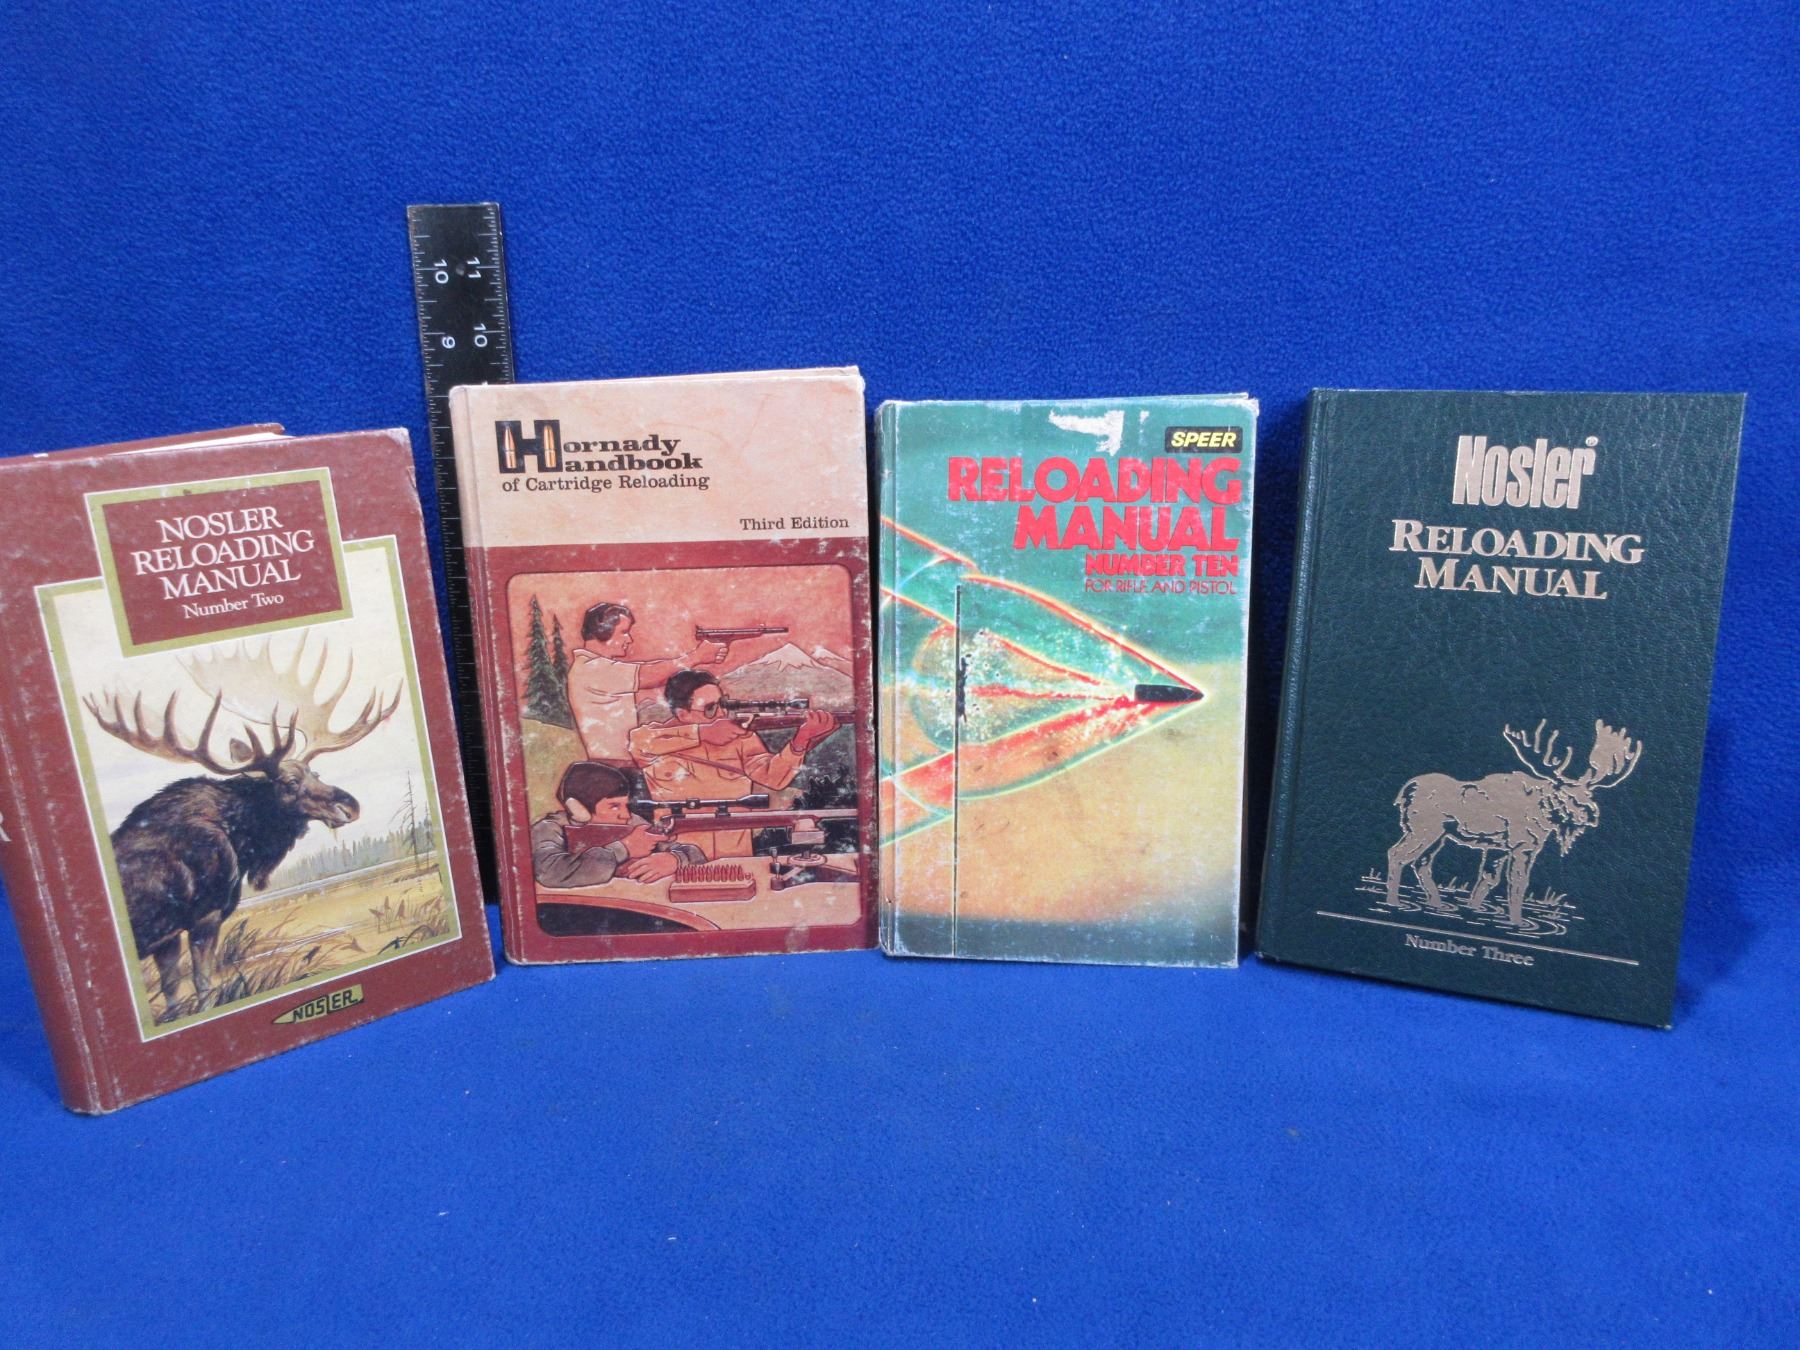 NOSLER
RELOADING
MANUAL
Number Two
NOSLER
R
10
11
9
10
Hornady
Handbook
of Cartridge Reloading
Third Edition
SPEER
RELOADING
MANUAL
NUMBER TEN
FOR RIFLE AND PISTOL
Nosler®
RELOADING
MANUAL
Number Three